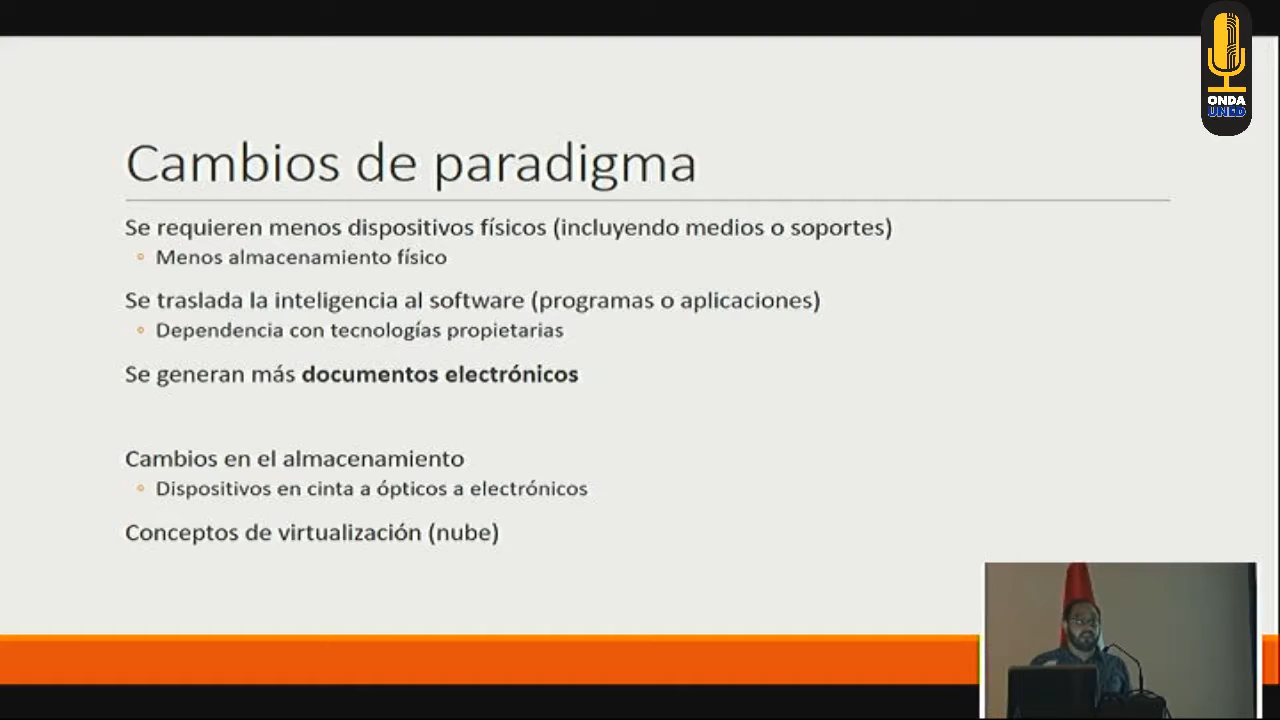 ONDA
UNED
Cambios de paradigma
Se requieren menos dispositivos físicos (incluyendo medios o soportes)
◦ Menos almacenamiento físico
Se traslada la inteligencia al software (programas o aplicaciones)
◦ Dependencia con tecnologías propietarias
Se generan más documentos electrónicos
Cambios en el almacenamiento
◦ Dispositivos en cinta a ópticos a electrónicos
Conceptos de virtualización (nube)